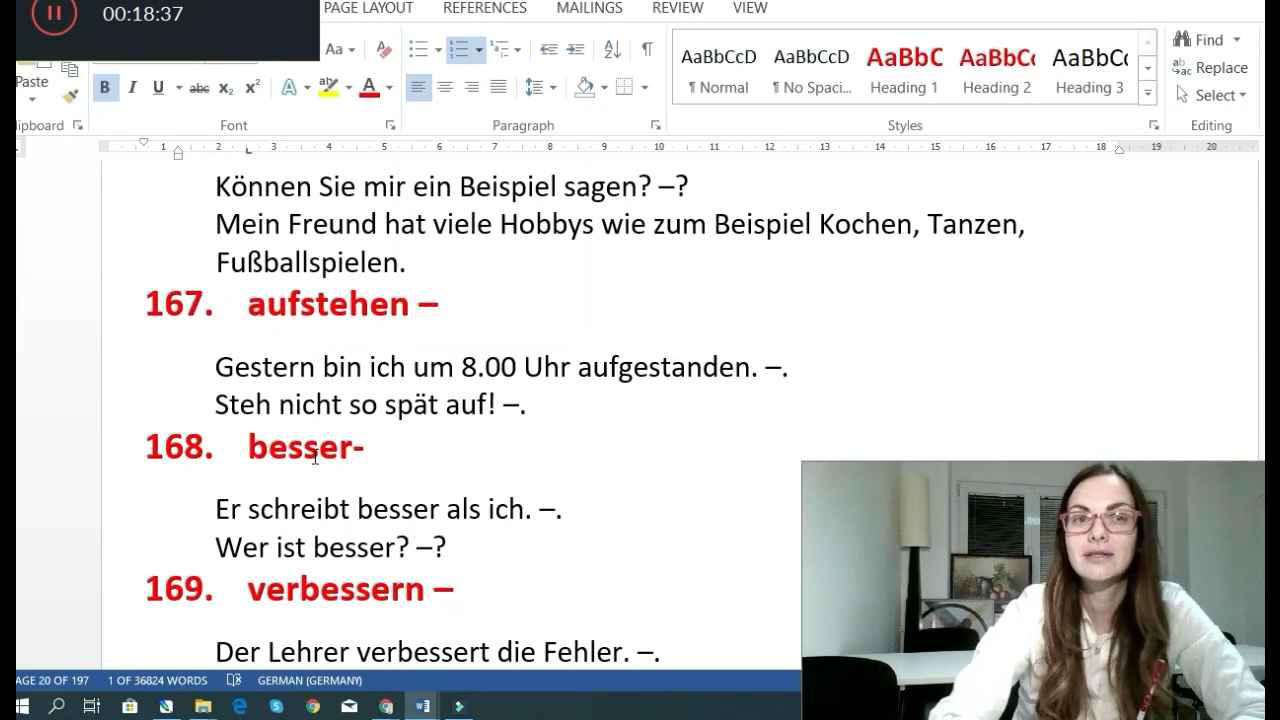 00:18:37
PAGE LAYOUT REFERENCES MAILINGS REVIEW VIEW
Aa
AaBbCcD AaBbCcD AaBbC AaBbCc AaBbCc
Find
Paste
Replace
B I U abc x₂ x² A ab A
¶ Normal ¶ No Spaci... Heading 1 Heading 2 Heading 3
Select
lipboard Font Paragraph Styles Editing
1 2 3 4 5 6 7 8 9 10 11 12 13 14 15 16 17 18 19 20
Können Sie mir ein Beispiel sagen? –?
Mein Freund hat viele Hobbys wie zum Beispiel Kochen, Tanzen,
Fußballspielen.
167. aufstehen –
Gestern bin ich um 8.00 Uhr aufgestanden. –.
Steh nicht so spät auf! –.
168. besser-
Er schreibt besser als ich. –.
Wer ist besser? –?
169. verbessern –
Der Lehrer verbessert die Fehler. –.
AGE 20 OF 197 1 OF 36824 WORDS GERMAN (GERMANY)